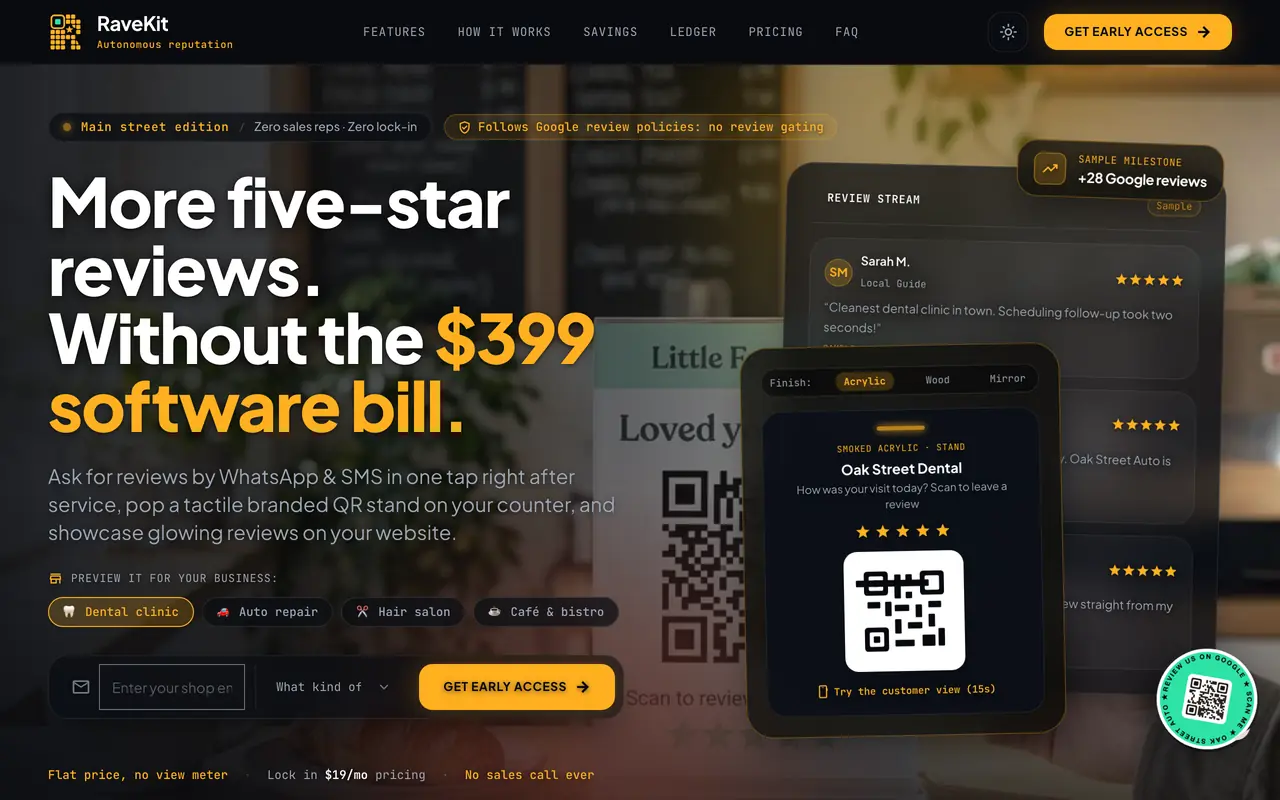 RaveKit
Autonomous reputation
FEATURES
HOW IT WORKS
SAVINGS
LEDGER
PRICING
FAQ
GET EARLY ACCESS
Main street edition / Zero sales reps · Zero lock-in
Follows Google review policies: no review gating
More five-star
reviews.
Without the $399
software bill.
Ask for reviews by WhatsApp & SMS in one tap right after
service, pop a tactile branded QR stand on your counter, and
showcase glowing reviews on your website.
PREVIEW IT FOR YOUR BUSINESS:
Dental clinic
Auto repair
Hair salon
Café & bistro
Enter your shop en
What kind of
GET EARLY ACCESS
Flat price, no view meter · Lock in $19/mo pricing · No sales call ever
SAMPLE MILESTONE
+28 Google reviews
REVIEW STREAM
Sample
SM
Sarah M.
Local Guide
"Cleanest dental clinic in town. Scheduling follow-up took two
seconds!"
Oak Street Auto is
straight from my
Little
Loved
Scan to review
Finish:
Acrylic
Wood
Mirror
SMOKED ACRYLIC · STAND
Oak Street Dental
How was your visit today? Scan to leave a
review
Try the customer view (15s)
REVIEW US ON GOOGLE ★ SCAN ME ★ OAK STREET AUTO ★